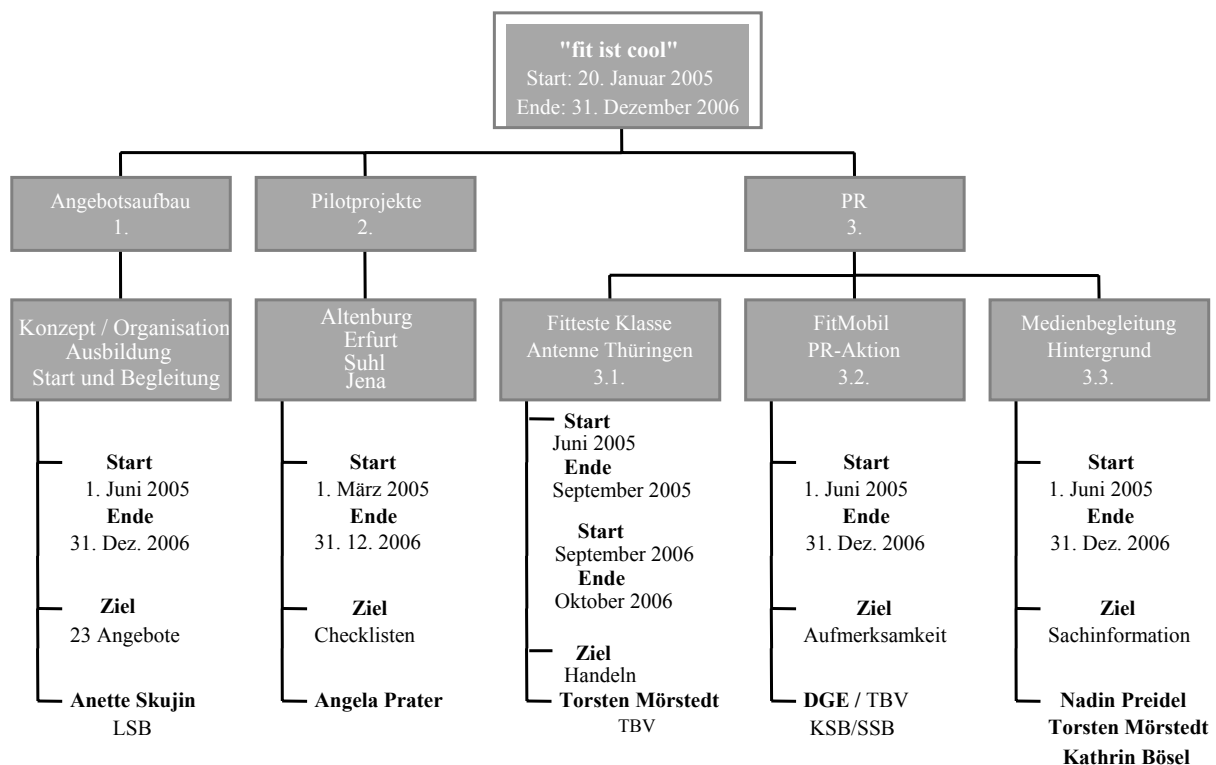 "fit ist cool"
Start: 20. Januar 2005
Ende: 31. Dezember 2006
Angebotsaufbau
1.
Pilotprojekte
2.
PR
3.
Konzept / Organisation
Ausbildung
Start und Begleitung
Altenburg
Erfurt
Suhl
Jena
Fitteste Klasse
Antenne Thüringen
3.1.
FitMobil
PR-Aktion
3.2.
Medienbegleitung
Hintergrund
3.3.
Start
1. Juni 2005
Ende
31. Dez. 2006
Ziel
23 Angebote
Anette Skujin
LSB
Start
1. März 2005
Ende
31. 12. 2006
Ziel
Checklisten
Angela Prater
Start
Juni 2005
Ende
September 2005
Start
September 2006
Ende
Oktober 2006
Ziel
Handeln
Torsten Mörstedt
TBV
Start
1. Juni 2005
Ende
31. Dez. 2006
Ziel
Aufmerksamkeit
DGE / TBV
KSB/SSB
Start
1. Juni 2005
Ende
31. Dez. 2006
Ziel
Sachinformation
Nadin Preidel
Torsten Mörstedt
Kathrin Bösel